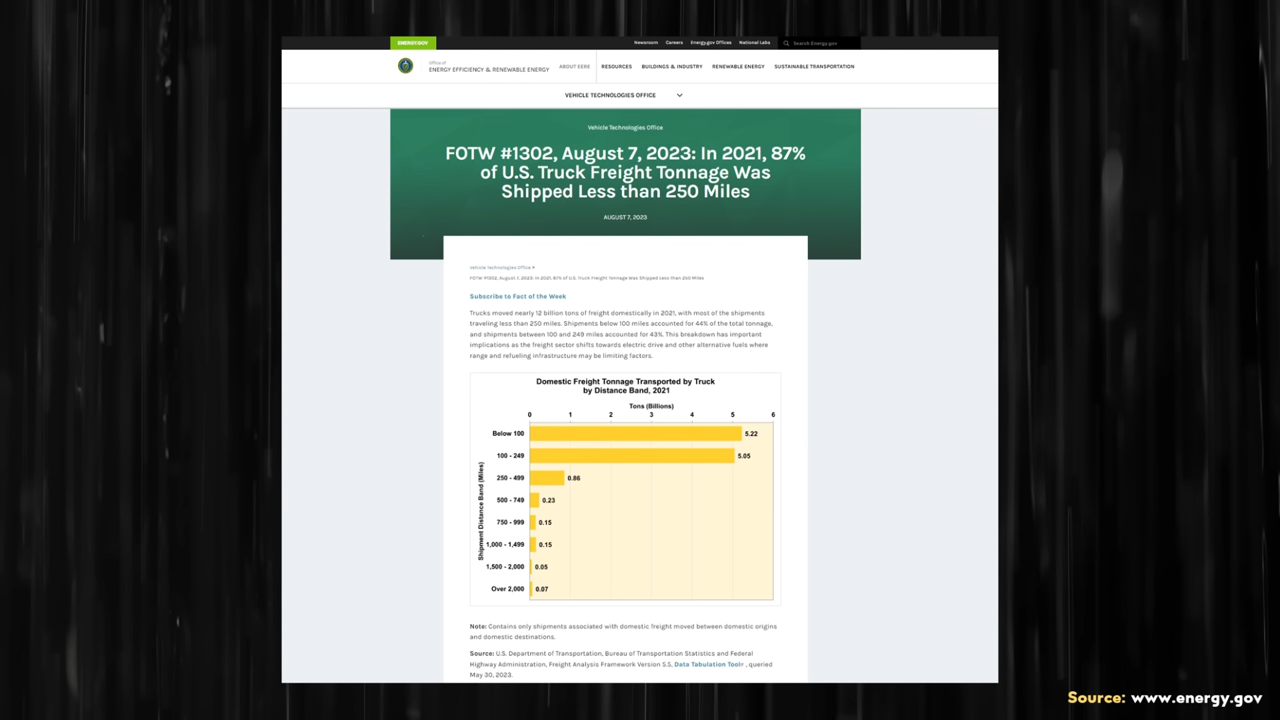 ENERGY.GOV
Newsroom Careers Energy.gov Offices National Labs Search Energy.gov
Office of
ENERGY EFFICIENCY & RENEWABLE ENERGY
ABOUT EERE RESOURCES BUILDINGS & INDUSTRY RENEWABLE ENERGY SUSTAINABLE TRANSPORTATION
VEHICLE TECHNOLOGIES OFFICE
Vehicle Technologies Office
FOTW #1302, August 7, 2023: In 2021, 87%
of U.S. Truck Freight Tonnage Was
Shipped Less than 250 Miles
AUGUST 7, 2023
Vehicle Technologies Office
FOTW #1302, August 7, 2023: In 2021, 87% of U.S. Truck Freight Tonnage Was Shipped Less than 250 Miles
Subscribe to Fact of the Week
Trucks moved nearly 12 billion tons of freight domestically in 2021, with most of the shipments
traveling less than 250 miles. Shipments below 100 miles accounted for 44% of the total tonnage,
and shipments between 100 and 249 miles accounted for 43%. This breakdown has important
implications as the freight sector shifts towards electric drive and other alternative fuels where
range and refueling infrastructure may be limiting factors.
Domestic Freight Tonnage Transported by Truck
by Distance Band, 2021
Tons (Billions)
0 1 2 3 4 5 6
Shipment Distance Band (Miles)
Below 100 5.22
100 - 249 5.05
250 - 499 0.86
500 - 749 0.23
750 - 999 0.15
1,000 - 1,499 0.15
1,500 - 2,000 0.05
Over 2,000 0.07
Note: Contains only shipments associated with domestic freight moved between domestic origins
and domestic destinations.
Source: U.S. Department of Transportation, Bureau of Transportation Statistics and Federal
Highway Administration, Freight Analysis Framework Version 5.5, Data Tabulation Tool , queried
May 30, 2023.
Source: www.energy.gov